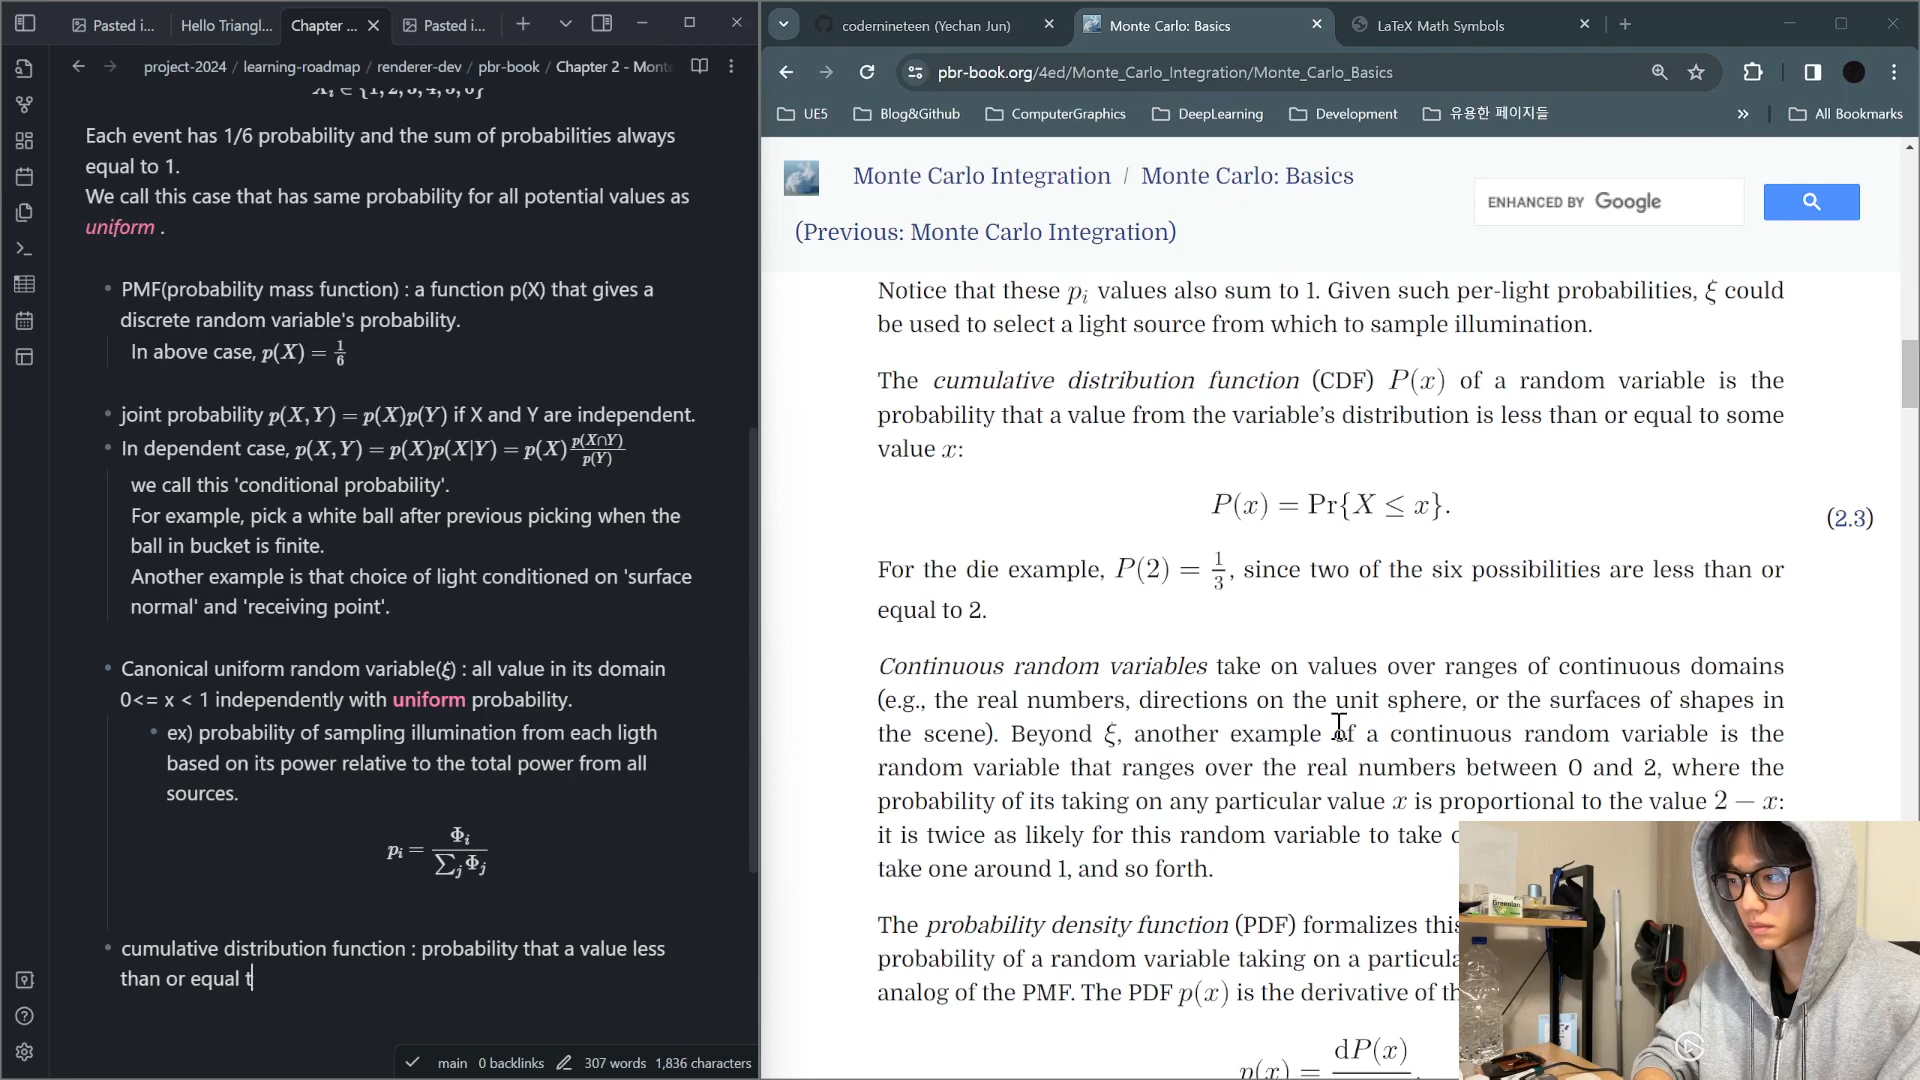 Pasted i...
Hello Triangl...
Chapter ...
Pasted i...
project-2024 / learning-roadmap / renderer-dev / pbr-book / Chapter 2 - Monte
X_i ∈ {1,2,3,4,5,6}
Each event has 1/6 probability and the sum of probabilities always
equal to 1.
We call this case that has same probability for all potential values as
uniform .
• PMF(probability mass function) : a function p(X) that gives a
discrete random variable's probability.
In above case, p(X) = 1/6
• joint probability p(X,Y) = p(X)p(Y) if X and Y are independent.
• In dependent case, p(X,Y) = p(X)p(X|Y) = p(X) p(X∩Y)/p(Y)
we call this 'conditional probability'.
For example, pick a white ball after previous picking when the
ball in bucket is finite.
Another example is that choice of light conditioned on 'surface
normal' and 'receiving point'.
• Canonical uniform random variable(ξ) : all value in its domain
0<= x < 1 independently with uniform probability.
• ex) probability of sampling illumination from each ligth
based on its power relative to the total power from all
sources.
p_i = Φ_i / ∑_j Φ_j
• cumulative distribution function : probability that a value less
than or equal t
main 0 backlinks 307 words 1,836 characters
codernineteen (Yechan Jun)
Monte Carlo: Basics
LaTeX Math Symbols
pbr-book.org/4ed/Monte_Carlo_Integration/Monte_Carlo_Basics
UE5
Blog&Github
ComputerGraphics
DeepLearning
Development
유용한 페이지들
All Bookmarks
Monte Carlo Integration / Monte Carlo: Basics
ENHANCED BY Google
(Previous: Monte Carlo Integration)
Notice that these p_i values also sum to 1. Given such per-light probabilities, ξ could
be used to select a light source from which to sample illumination.
The cumulative distribution function (CDF) P(x) of a random variable is the
probability that a value from the variable's distribution is less than or equal to some
value x:
P(x) = Pr{X ≤ x}.
(2.3)
For the die example, P(2) = 1/3, since two of the six possibilities are less than or
equal to 2.
Continuous random variables take on values over ranges of continuous domains
(e.g., the real numbers, directions on the unit sphere, or the surfaces of shapes in
the scene). Beyond ξ, another example of a continuous random variable is the
random variable that ranges over the real numbers between 0 and 2, where the
probability of its taking on any particular value x is proportional to the value 2 − x:
it is twice as likely for this random variable to take
take one around 1, and so forth.
The probability density function (PDF) formalizes this
probability of a random variable taking on a particula
analog of the PMF. The PDF p(x) is the derivative of th
p(x) = dP(x)